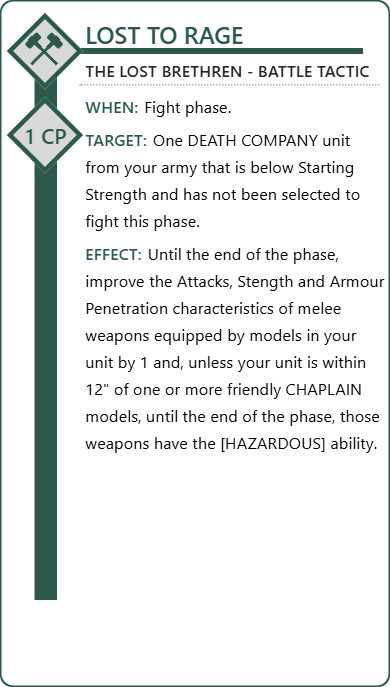 LOST TO RAGE
THE LOST BRETHREN - BATTLE TACTIC
WHEN: Fight phase.
1 CP
TARGET: One DEATH COMPANY unit
from your army that is below Starting
Strength and has not been selected to
fight this phase.
EFFECT: Until the end of the phase,
improve the Attacks, Stength and Armour
Penetration characteristics of melee
weapons equipped by models in your
unit by 1 and, unless your unit is within
12" of one or more friendly CHAPLAIN
models, until the end of the phase, those
weapons have the [HAZARDOUS] ability.